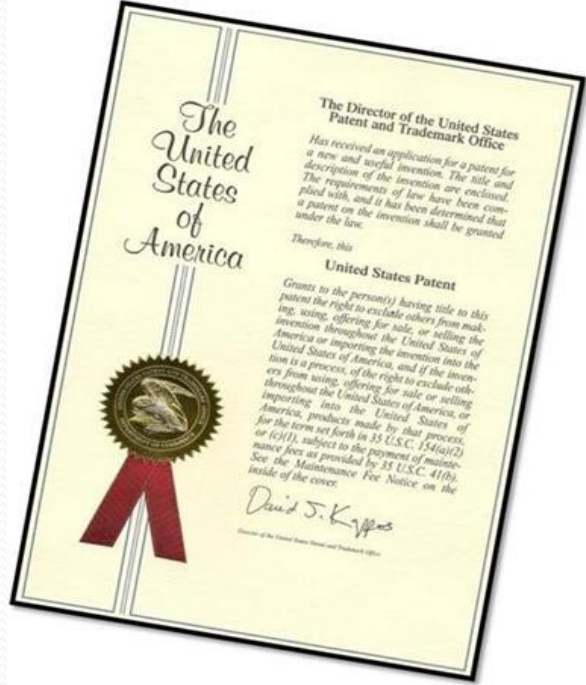 The
United
States
of
America
The Director of the United States
Patent and Trademark Office
Has received an application for a patent for
a new and useful invention. The title and
description of the invention are enclosed.
The requirements of law have been com-
plied with, and it has been determined that
a patent on the invention shall be granted
under the law.
Therefore, this
United States Patent
Grants to the person(s) having title to this
patent the right to exclude others from mak-
ing, using, offering for sale, or selling the
invention throughout the United States of
America or importing the invention into the
United States of America, and if the inven-
tion is a process, of the right to exclude oth-
ers from using, offering for sale or selling
throughout the United States of America, or
importing into the United States of
America, products made by that process,
for the term set forth in 35 U.S.C. 154(a)(2)
or (c)(1), subject to the payment of mainte-
nance fees as provided by 35 U.S.C. 41(b).
See the Maintenance Fee Notice on the
inside of the cover.
David J. Kappos
Director of the United States Patent and Trademark Office